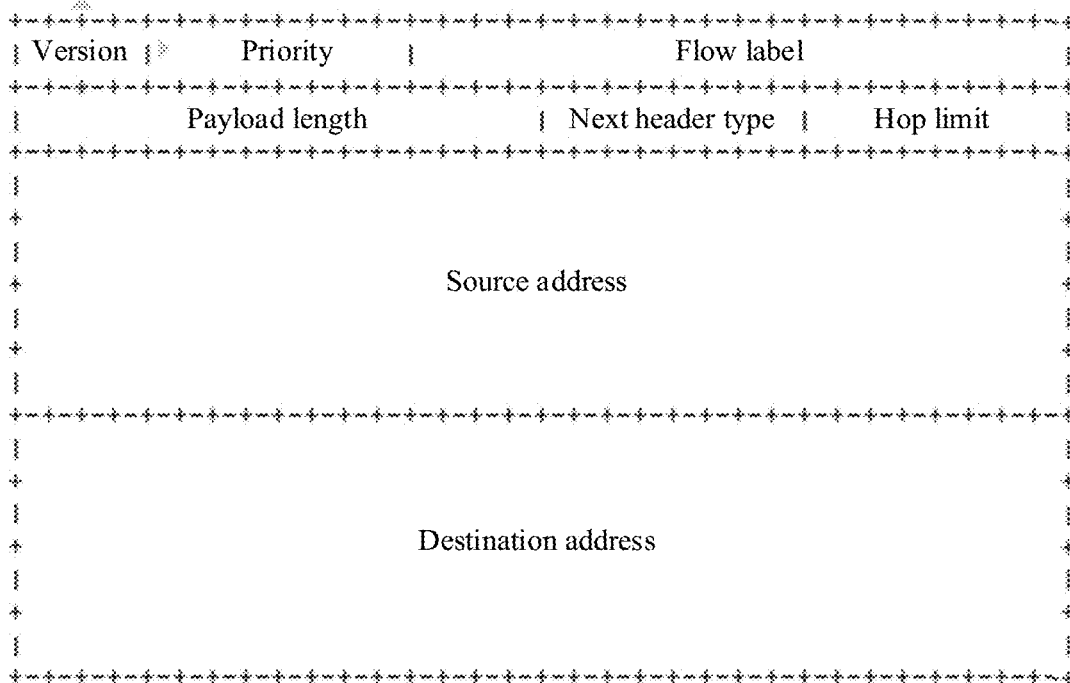 Version Priority Flow label
Payload length Next header type Hop limit
Source address
Destination address